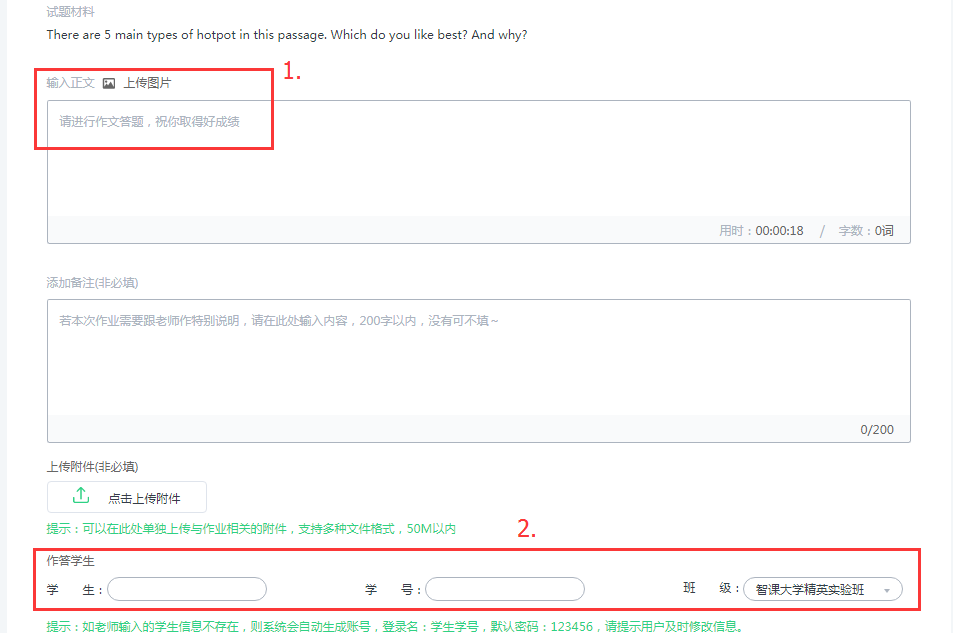 试题材料
There are 5 main types of hotpot in this passage. Which do you like best? And why?
1.
输入正文 上传图片
请进行作文答题，祝你取得好成绩
用时：00:00:18 / 字数：0词
添加备注(非必填)
若本次作业需要跟老师作特别说明，请在此处输入内容，200字以内，没有可不填～
0/200
上传附件(非必填)
点击上传附件
提示：可以在此处单独上传与作业相关的附件，支持多种文件格式，50M以内
2.
作答学生
学 生： 学 号： 班 级： 智课大学精英实验班
提示：如老师输入的学生信息不存在，则系统会自动生成账号，登录名：学生学号，默认密码：123456，请提示用户及时修改信息。